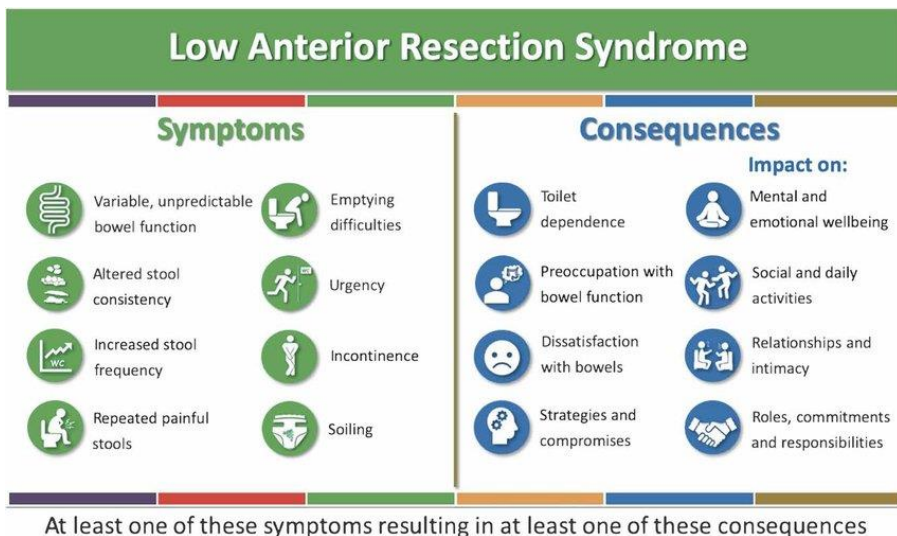 Low Anterior Resection Syndrome
Symptoms
Variable, unpredictable
bowel function
Altered stool
consistency
WC
Increased stool
frequency
Repeated painful
stools
Emptying
difficulties
WC
Urgency
Incontinence
Soiling
Consequences
Toilet
dependence
Preoccupation with
bowel function
Dissatisfaction
with bowels
Strategies and
compromises
Impact on:
Mental and
emotional wellbeing
Social and daily
activities
Relationships and
intimacy
Roles, commitments
and responsibilities
At least one of these symptoms resulting in at least one of these consequences